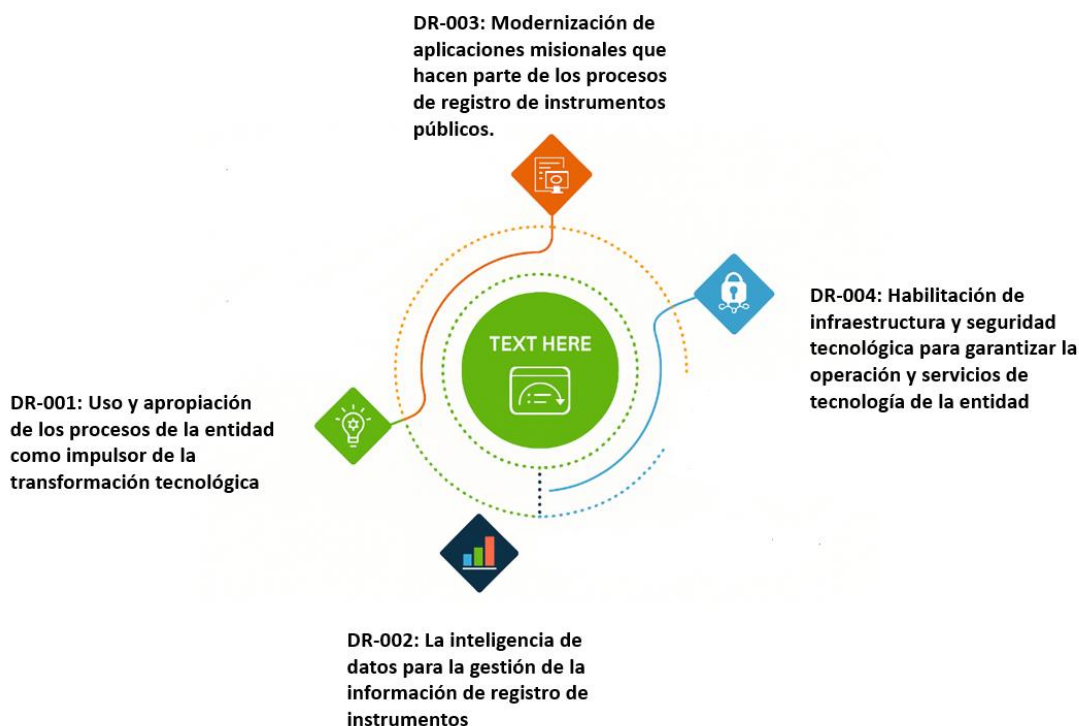 DR-003: Modernización de
aplicaciones misionales que
hacen parte de los procesos
de registro de instrumentos
públicos.
TEXT HERE
DR-004: Habilitación de
infraestructura y seguridad
tecnológica para garantizar la
operación y servicios de
tecnología de la entidad
DR-001: Uso y apropiación
de los procesos de la entidad
como impulsor de la
transformación tecnológica
DR-002: La inteligencia de
datos para la gestión de la
información de registro de
instrumentos